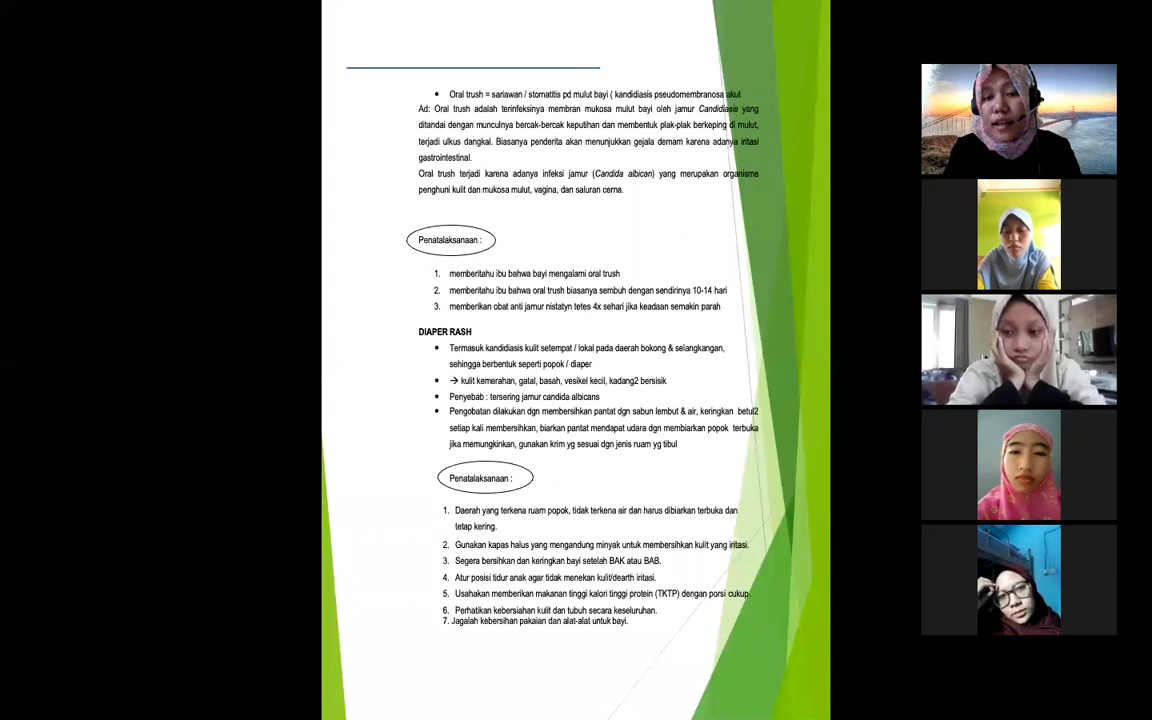 • Oral trush = sariawan / stomatitis pd mulut bayi ( kandidiasis pseudomembranosa akut
Ad: Oral trush adalah terinfeksinya membran mukosa mulut bayi oleh jamur Candidiasis yang
ditandai dengan munculnya bercak-bercak keputihan dan membentuk plak-plak berkeping di mulut,
terjadi ulkus dangkal. Biasanya penderita akan menunjukkan gejala demam karena adanya iritasi
gastrointestinal.
Oral trush terjadi karena adanya infeksi jamur (Candida albican) yang merupakan organisme
penghuni kulit dan mukosa mulut, vagina, dan saluran cerna.
Penatalaksanaan :
1. memberitahu ibu bahwa bayi mengalami oral trush
2. memberitahu ibu bahwa oral trush biasanya sembuh dengan sendirinya 10-14 hari
3. memberikan obat anti jamur nistatyn tetes 4x sehari jika keadaan semakin parah
DIAPER RASH
• Termasuk kandidiasis kulit setempat / lokal pada daerah bokong & selangkangan,
sehingga berbentuk seperti popok / diaper
• → kulit kemerahan, gatal, basah, vesikel kecil, kadang2 bersisik
• Penyebab : tersering jamur candida albicans
• Pengobatan dilakukan dgn membersihkan pantat dgn sabun lembut & air, keringkan betul2
setiap kali membersihkan, biarkan pantat mendapat udara dgn membiarkan popok terbuka
jika memungkinkan, gunakan krim yg sesuai dgn jenis ruam yg tibul
Penatalaksanaan :
1. Daerah yang terkena ruam popok, tidak terkena air dan harus dibiarkan terbuka dan
tetap kering.
2. Gunakan kapas halus yang mengandung minyak untuk membersihkan kulit yang iritasi.
3. Segera bersihkan dan keringkan bayi setelah BAK atau BAB.
4. Atur posisi tidur anak agar tidak menekan kulit/dearth iritasi.
5. Usahakan memberikan makanan tinggi kalori tinggi protein (TKTP) dengan porsi cukup.
6. Perhatikan kebersiahan kulit dan tubuh secara keseluruhan.
7. Jagalah kebersihan pakaian dan alat-alat untuk bayi.